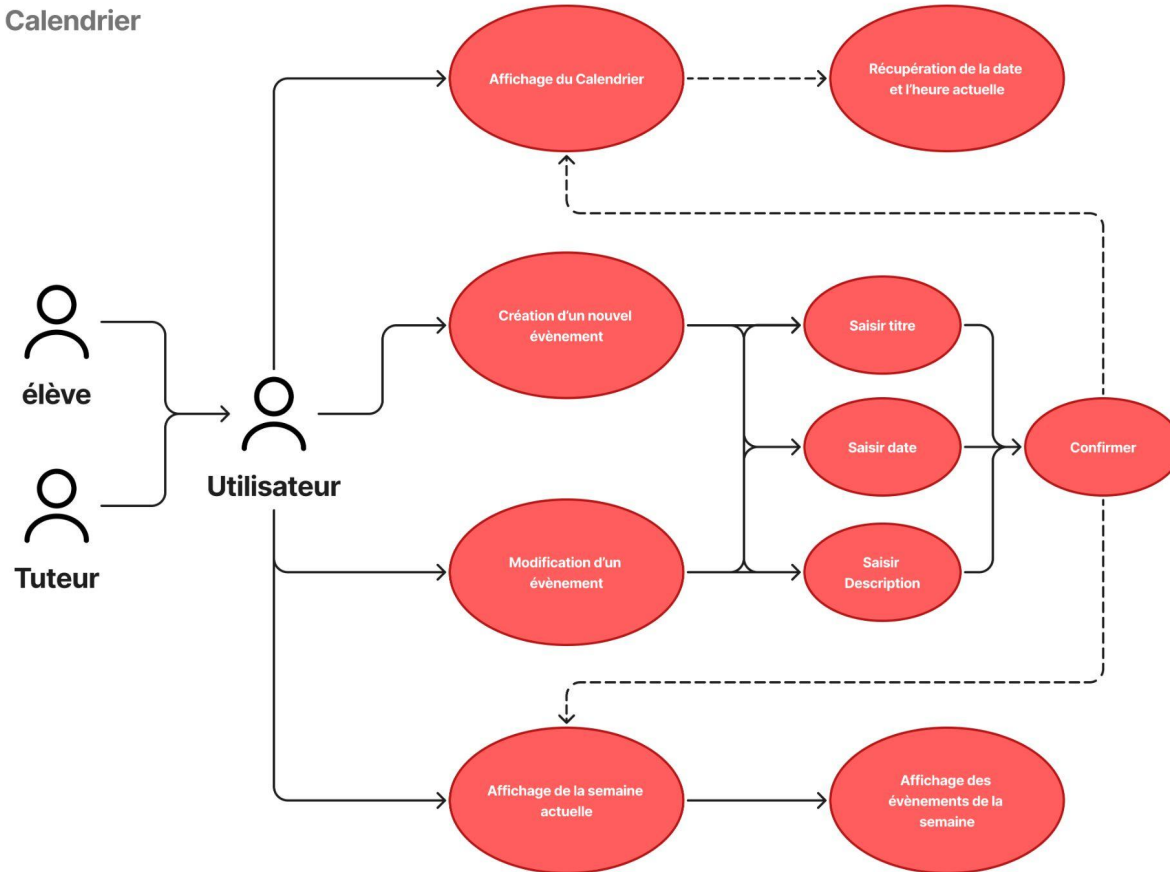 Calendrier
Affichage du Calendrier
Récupération de la date
et l'heure actuelle
élève
Création d'un nouvel
évènement
Saisir titre
Utilisateur
Saisir date
Confirmer
Tuteur
Modification d'un
évènement
Saisir
Description
Affichage de la semaine
actuelle
Affichage des
évènements de la
semaine